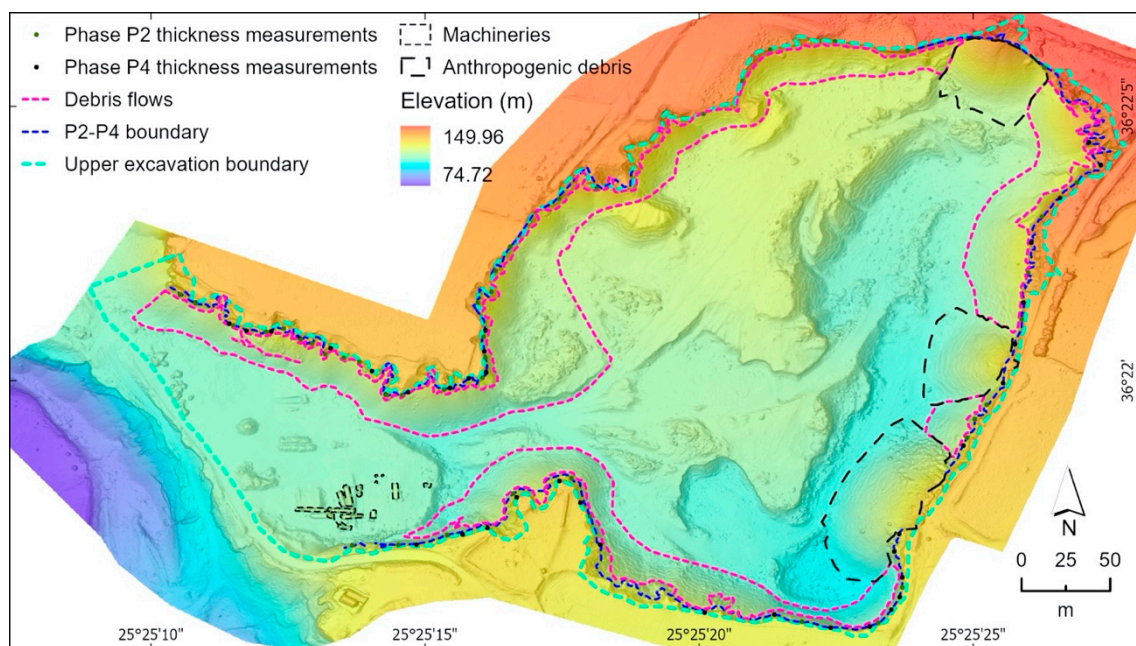 Phase P2 thickness measurements
Phase P4 thickness measurements
Debris flows
P2-P4 boundary
Upper excavation boundary
Machineries
Anthropogenic debris
Elevation (m)
149.96
74.72
36°22'5"
36°22'
N
0 25 50
m
25°25'10"
25°25'15"
25°25'20"
25°25'25"